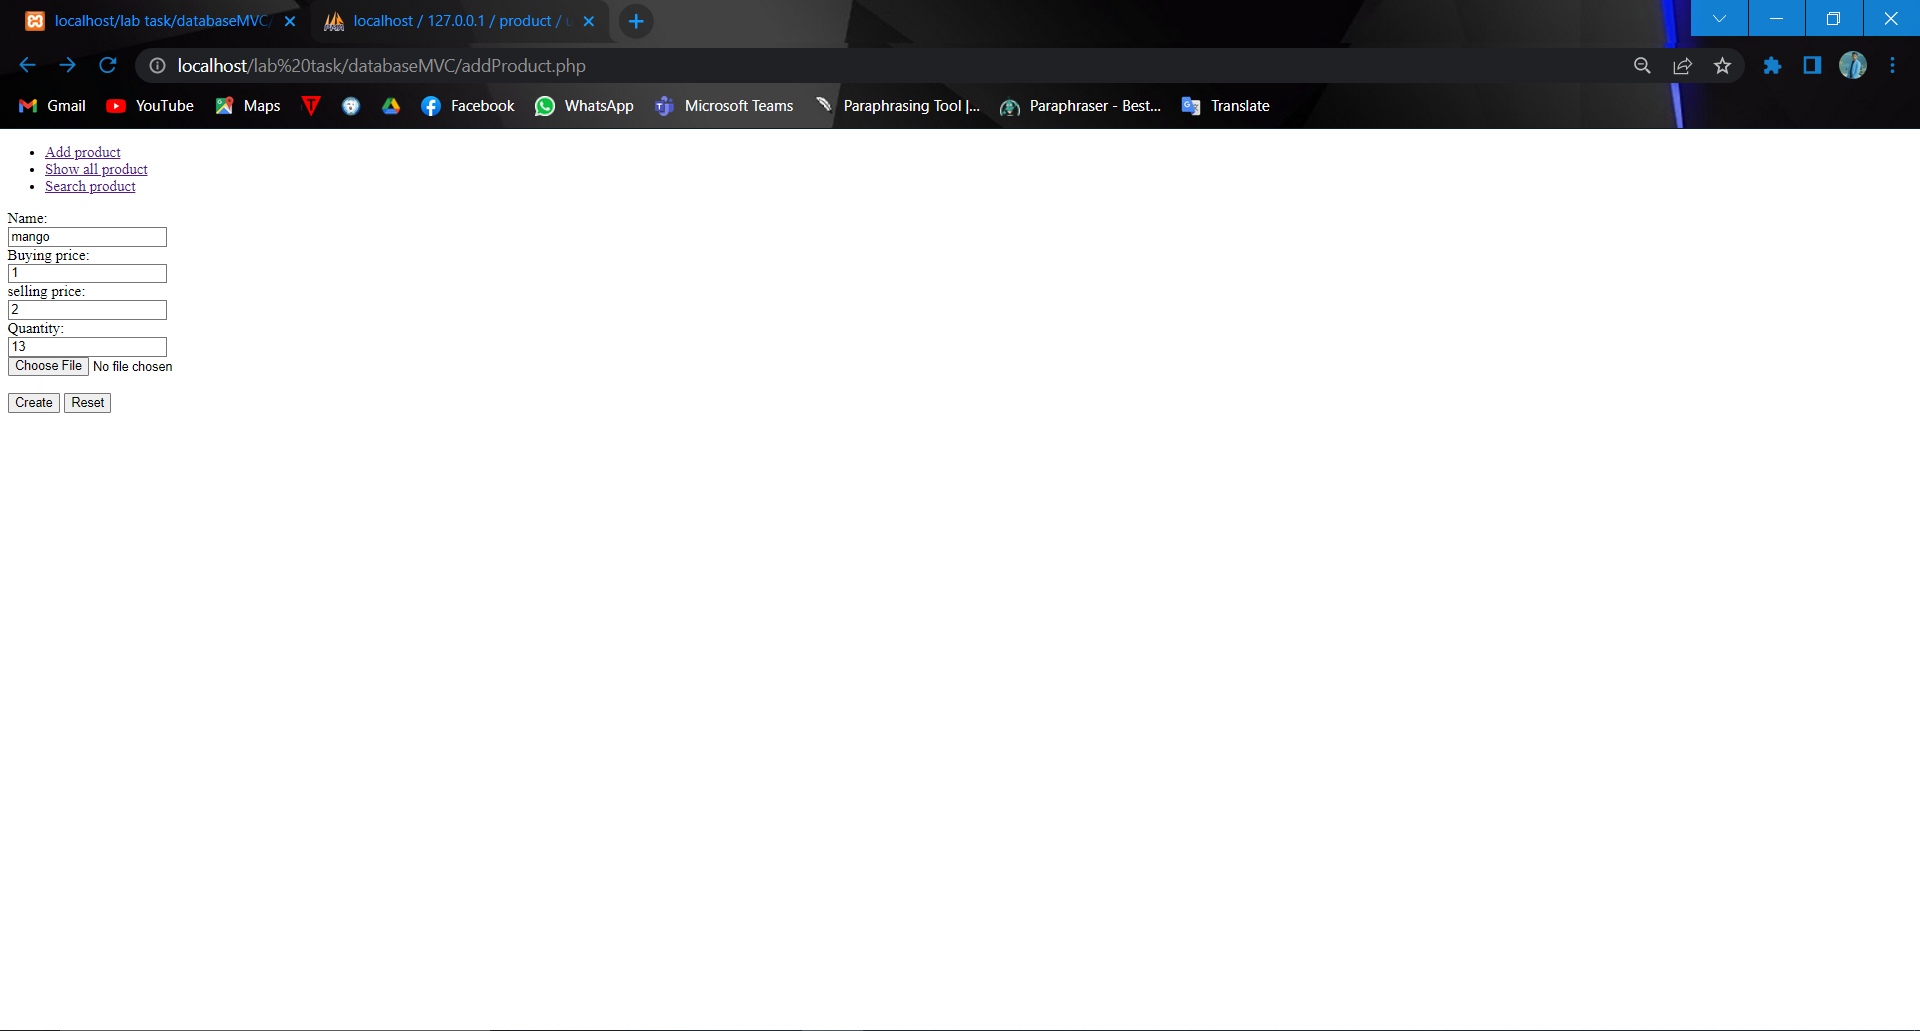 localhost/lab task/databaseMVC/
localhost / 127.0.0.1 / product / u
localhost/lab%20task/databaseMVC/addProduct.php
Gmail
YouTube
Maps
Facebook
WhatsApp
Microsoft Teams
Paraphrasing Tool |...
Paraphraser - Best...
Translate
Add product
Show all product
Search product
Name:
mango
Buying price:
1
selling price:
2
Quantity:
13
Choose File No file chosen
Create Reset